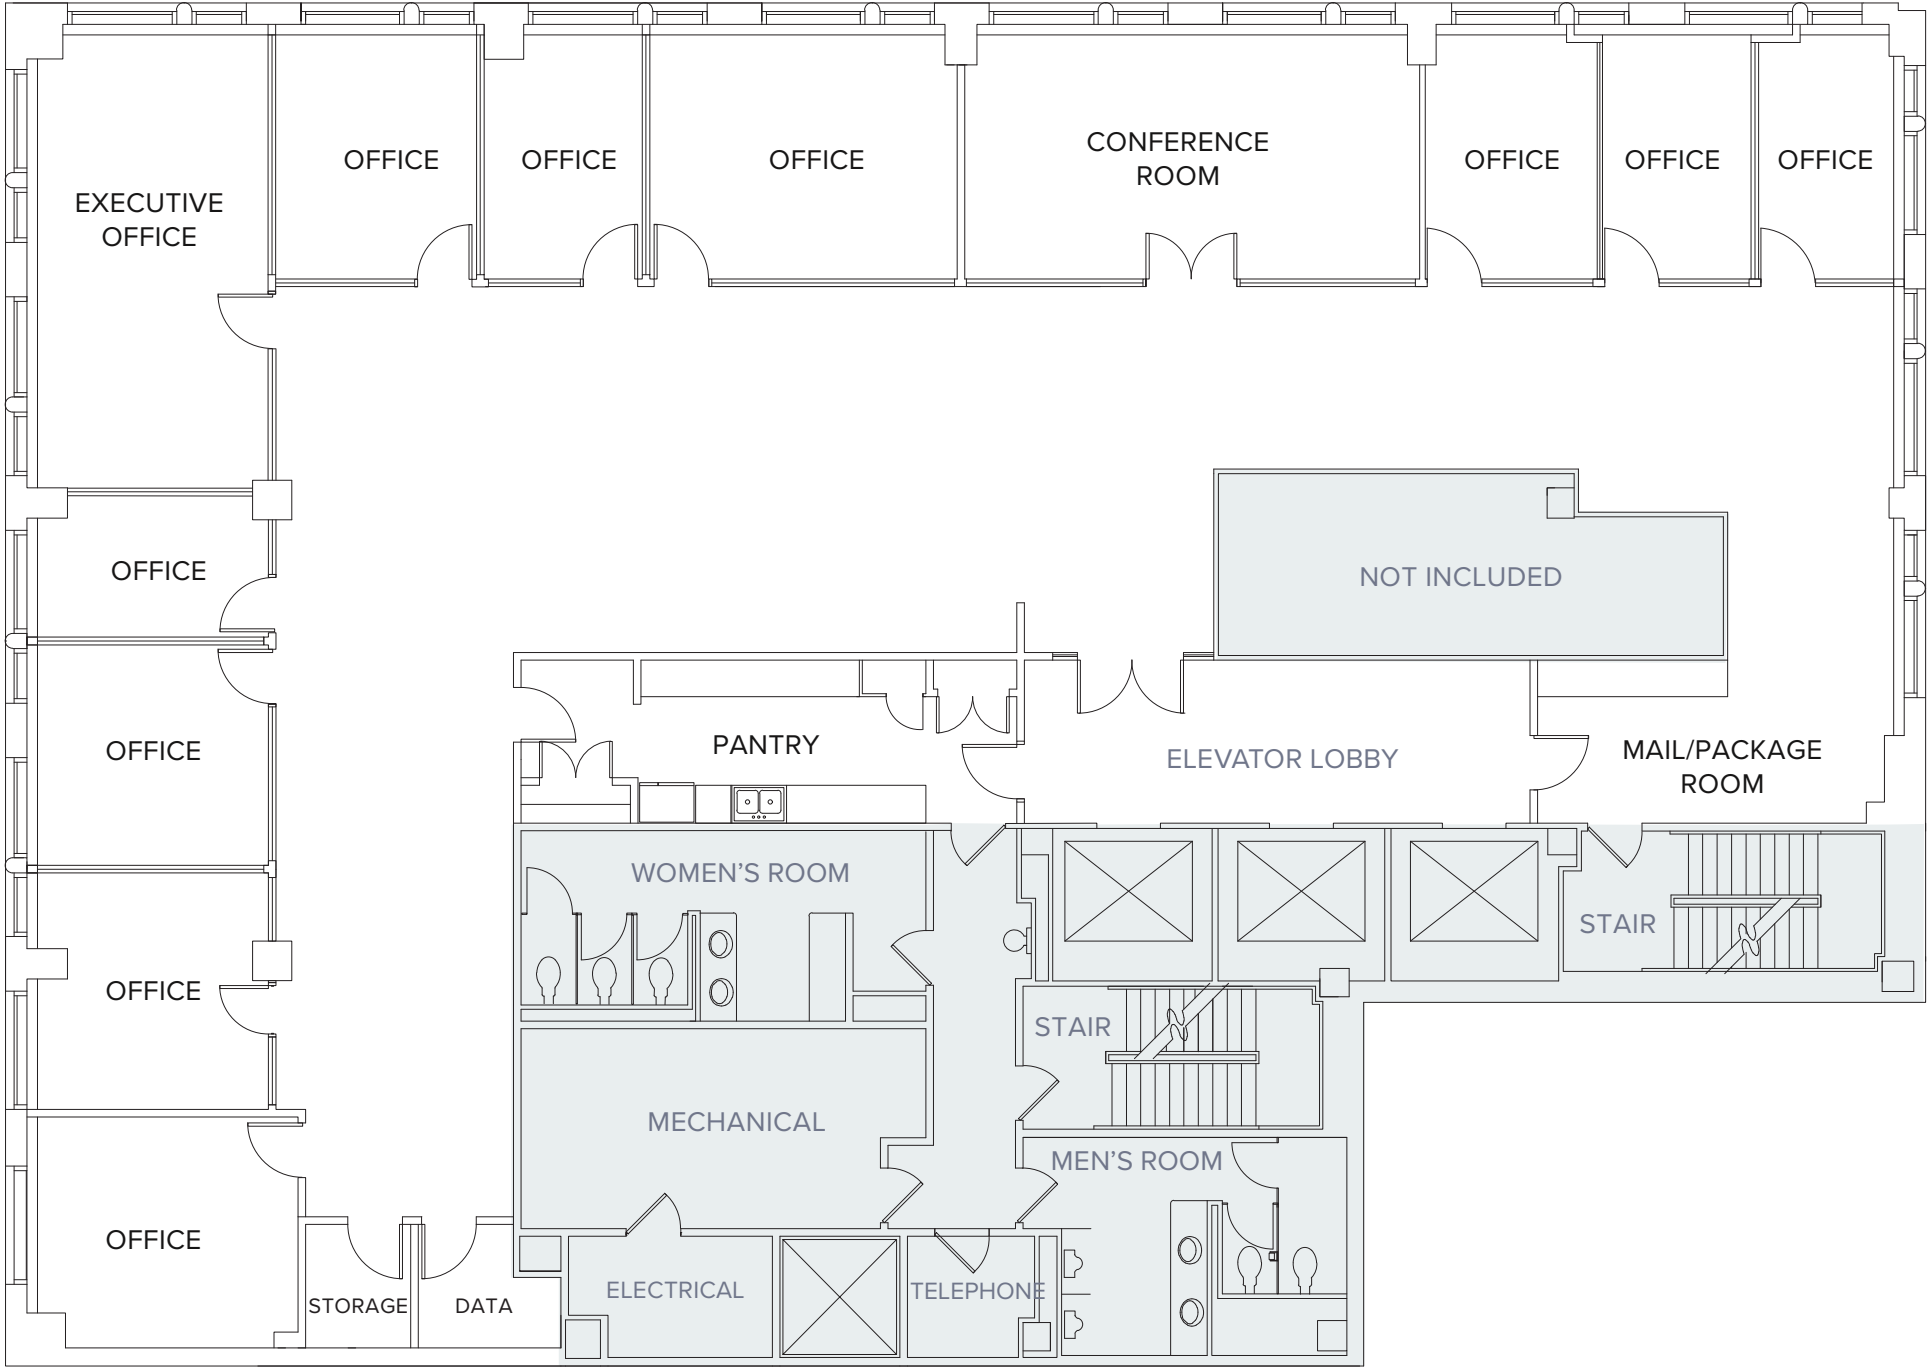 OFFICE
OFFICE
OFFICE
CONFERENCE
ROOM
OFFICE
OFFICE
OFFICE
EXECUTIVE
OFFICE
OFFICE
NOT INCLUDED
OFFICE
PANTRY
ELEVATOR LOBBY
MAIL/PACKAGE
ROOM
WOMEN'S ROOM
STAIR
OFFICE
STAIR
MECHANICAL
MEN'S ROOM
OFFICE
ELECTRICAL
TELEPHONE
STORAGE
DATA